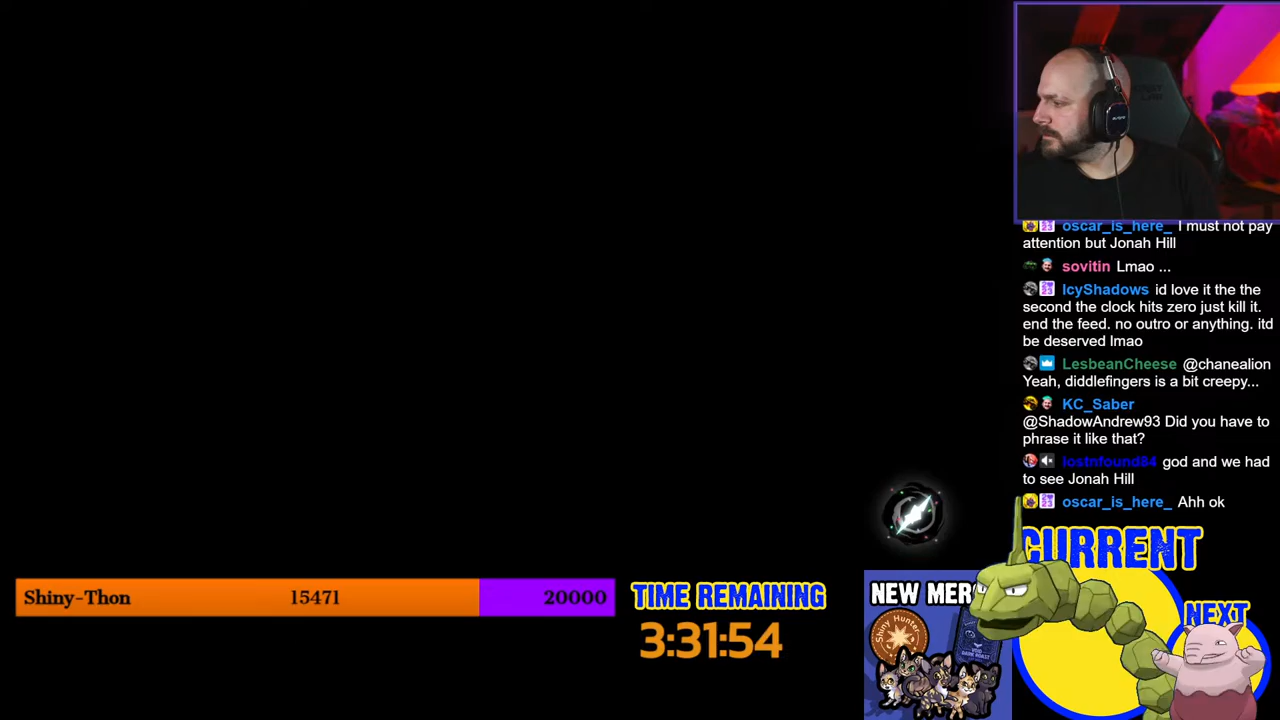 oscar_is_here_ I must not pay
attention but Jonah Hill
sovitin Lmao ...
IcyShadows id love it the the
second the clock hits zero just kill it.
end the feed. no outro or anything. itd
be deserved lmao
LesbeanCheese @chanealion
Yeah, diddlefingers is a bit creepy...
KC_Saber
@ShadowAndrew93 Did you have to
phrase it like that?
lostnfound84 god and we had
to see Jonah Hill
oscar_is_here_ Ahh ok
CURRENT
NEXT
Shiny-Thon 15471 20000
TIME REMAINING
3:31:54
NEW MER
Shiny Hunter